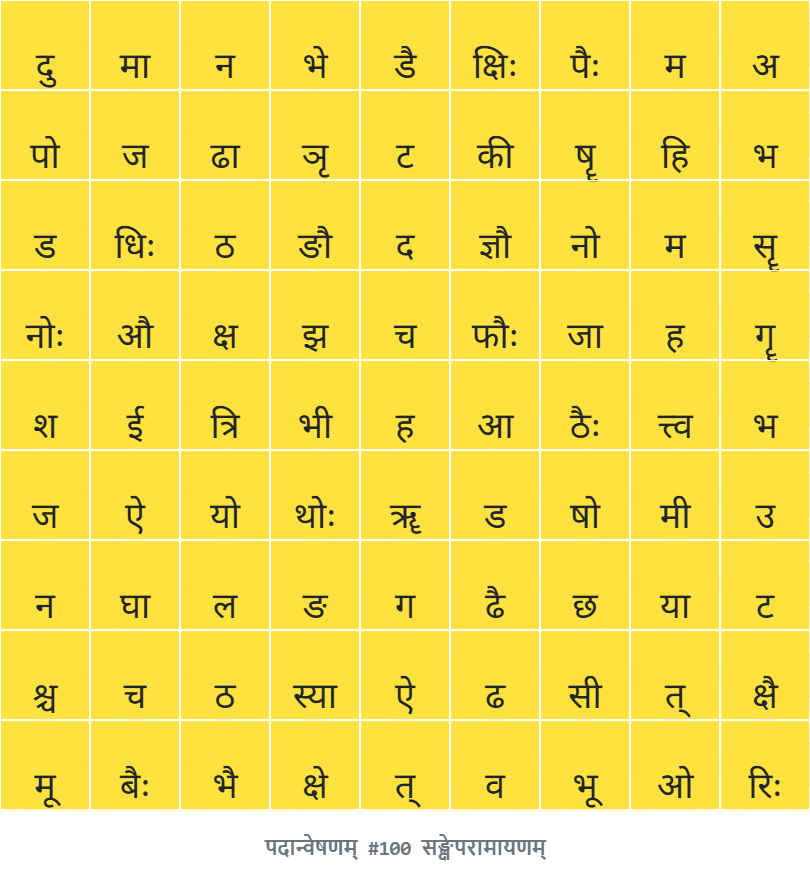 दु मा न भे डै क्षिः पैः म अ
पो ज ढा ञृ ट की षॄ हि भ
ड धिः ठ ङौ द ज्ञौ नो म सॄ
नोः औ क्ष झ च फौः जा ह गॄ
श ई त्रि भी ह आ ठैः त्त्व भ
ज ऐ यो थोः ॠ ड षो मी उ
न घा ल ङ ग ढै छ या ट
श्च च ठ स्या ऐ ढ सी त् क्षै
मू बैः भै क्षे त् व भू ओ रिः
पदान्वेषणम् #100 सङ्क्षेपरामायणम्